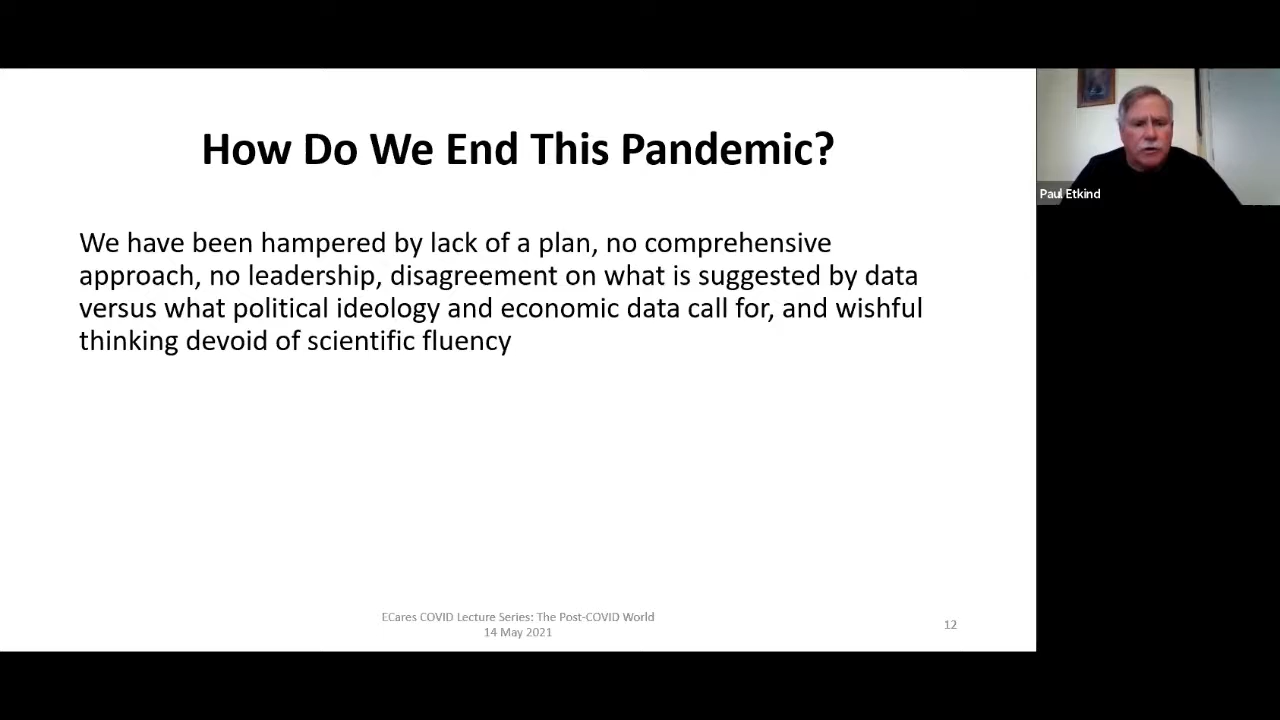 How Do We End This Pandemic?
We have been hampered by lack of a plan, no comprehensive
approach, no leadership, disagreement on what is suggested by data
versus what political ideology and economic data call for, and wishful
thinking devoid of scientific fluency
Paul Etkind
ECares COVID Lecture Series: The Post-COVID World
14 May 2021
12